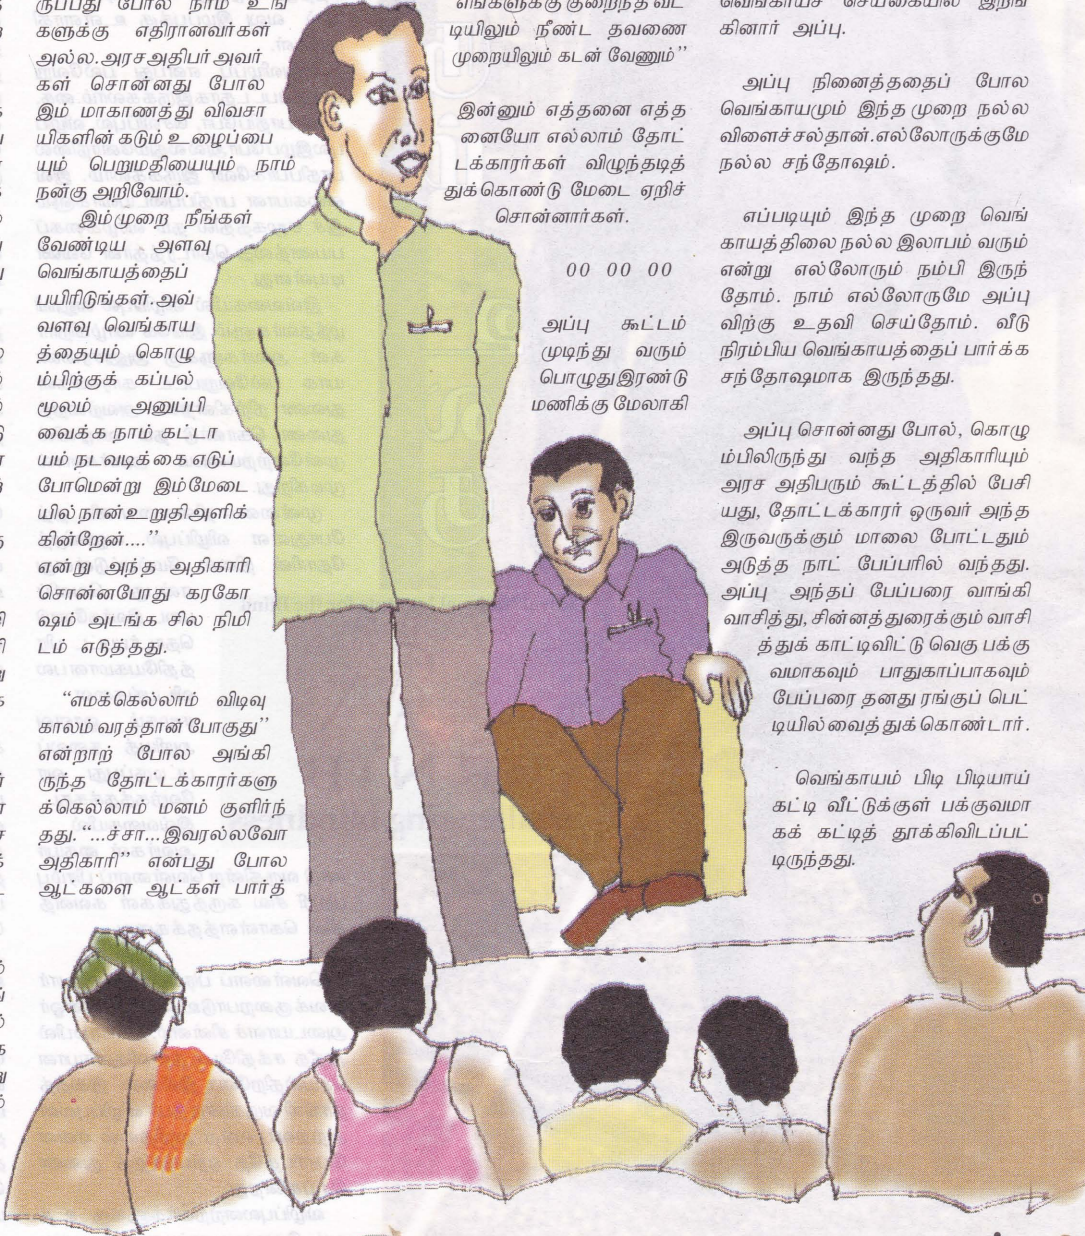 ருப்பது போல் நாம் உங்
களுக்கு எதிரானவர்கள்
அல்ல.அரசஅதிபர் அவர்
கள் சொன்னது போல
இம் மாகாணத்து விவசா
யிகளின் கடும் உழைப்பை
யும் பெறுமதியையும் நாம்
நன்கு அறிவோம்.
இம்முறை நீங்கள்
வேண்டிய அளவு
வெங்காயத்தைப்
பயிரிடுங்கள்.அவ்
வளவு வெங்காய
த்தையும் கொழு
ம்பிற்குக் கப்பல்
மூலம் அனுப்பி
வைக்க நாம் கட்டா
யம் நடவடிக்கை எடுப்
போமென்று இம்மேடை
யில் நான் உறுதிஅளிக்
கின்றேன்....”
என்று அந்த அதிகாரி
சொன்னபோது கரகோ
ஷம் அடங்க சில நிமி
டம் எடுத்தது.
“எமக்கெல்லாம் விடிவு
காலம் வரத்தான் போகுது”
என்றாற் போல அங்கி
ருந்த தோட்டக்காரர்களு
க்கெல்லாம் மனம் குளிர்ந்
தது. “...ச்சா...இவரல்லவோ
அதிகாரி” என்பது போல
ஆட்களை ஆட்கள் பார்த்
எங்களுக்கு குறைந்த வட்
டியிலும் நீண்ட தவணை
முறையிலும் கடன் வேணும்”
இன்னும் எத்தனை எத்த
னையோ எல்லாம் தோட்
டக்காரர்கள் விழுந்தடித்
துக்கொண்டு மேடை ஏறிச்
சொன்னார்கள்.
00 00 00
அப்பு கூட்டம்
முடிந்து வரும்
பொழுதுஇரண்டு
மணிக்கு மேலாகி
வெங்காயச் செய்கையில் இறங்
கினார் அப்பு.
அப்பு நினைத்ததைப் போல
வெங்காயமும் இந்த முறை நல்ல
விளைச்சல்தான்.எல்லோருக்குமே
நல்ல சந்தோஷம்.
எப்படியும் இந்த முறை வெங்
காயத்திலை நல்ல இலாபம் வரும்
என்று எல்லோரும் நம்பி இருந்
தோம். நாம் எல்லோருமே அப்பு
விற்கு உதவி செய்தோம். வீடு
நிரம்பிய வெங்காயத்தைப் பார்க்க
சந்தோஷமாக இருந்தது.
அப்பு சொன்னது போல், கொழு
ம்பிலிருந்து வந்த அதிகாரியும்
அரச அதிபரும் கூட்டத்தில் பேசி
யது, தோட்டக்காரர் ஒருவர் அந்த
இருவருக்கும் மாலை போட்டதும்
அடுத்த நாட் பேப்பரில் வந்தது.
அப்பு அந்தப் பேப்பரை வாங்கி
வாசித்து, சின்னத்துரைக்கும் வாசி
த்துக் காட்டிவிட்டு வெகு பக்கு
வமாகவும் பாதுகாப்பாகவும்
பேப்பரை தனது ரங்குப் பெட்
டியில் வைத்துக்கொண்டார்.
வெங்காயம் பிடி பிடியாய்
கட்டி வீட்டுக்குள் பக்குவமா
கக் கட்டித் தூக்கிவிடப்பட்
டிருந்தது.